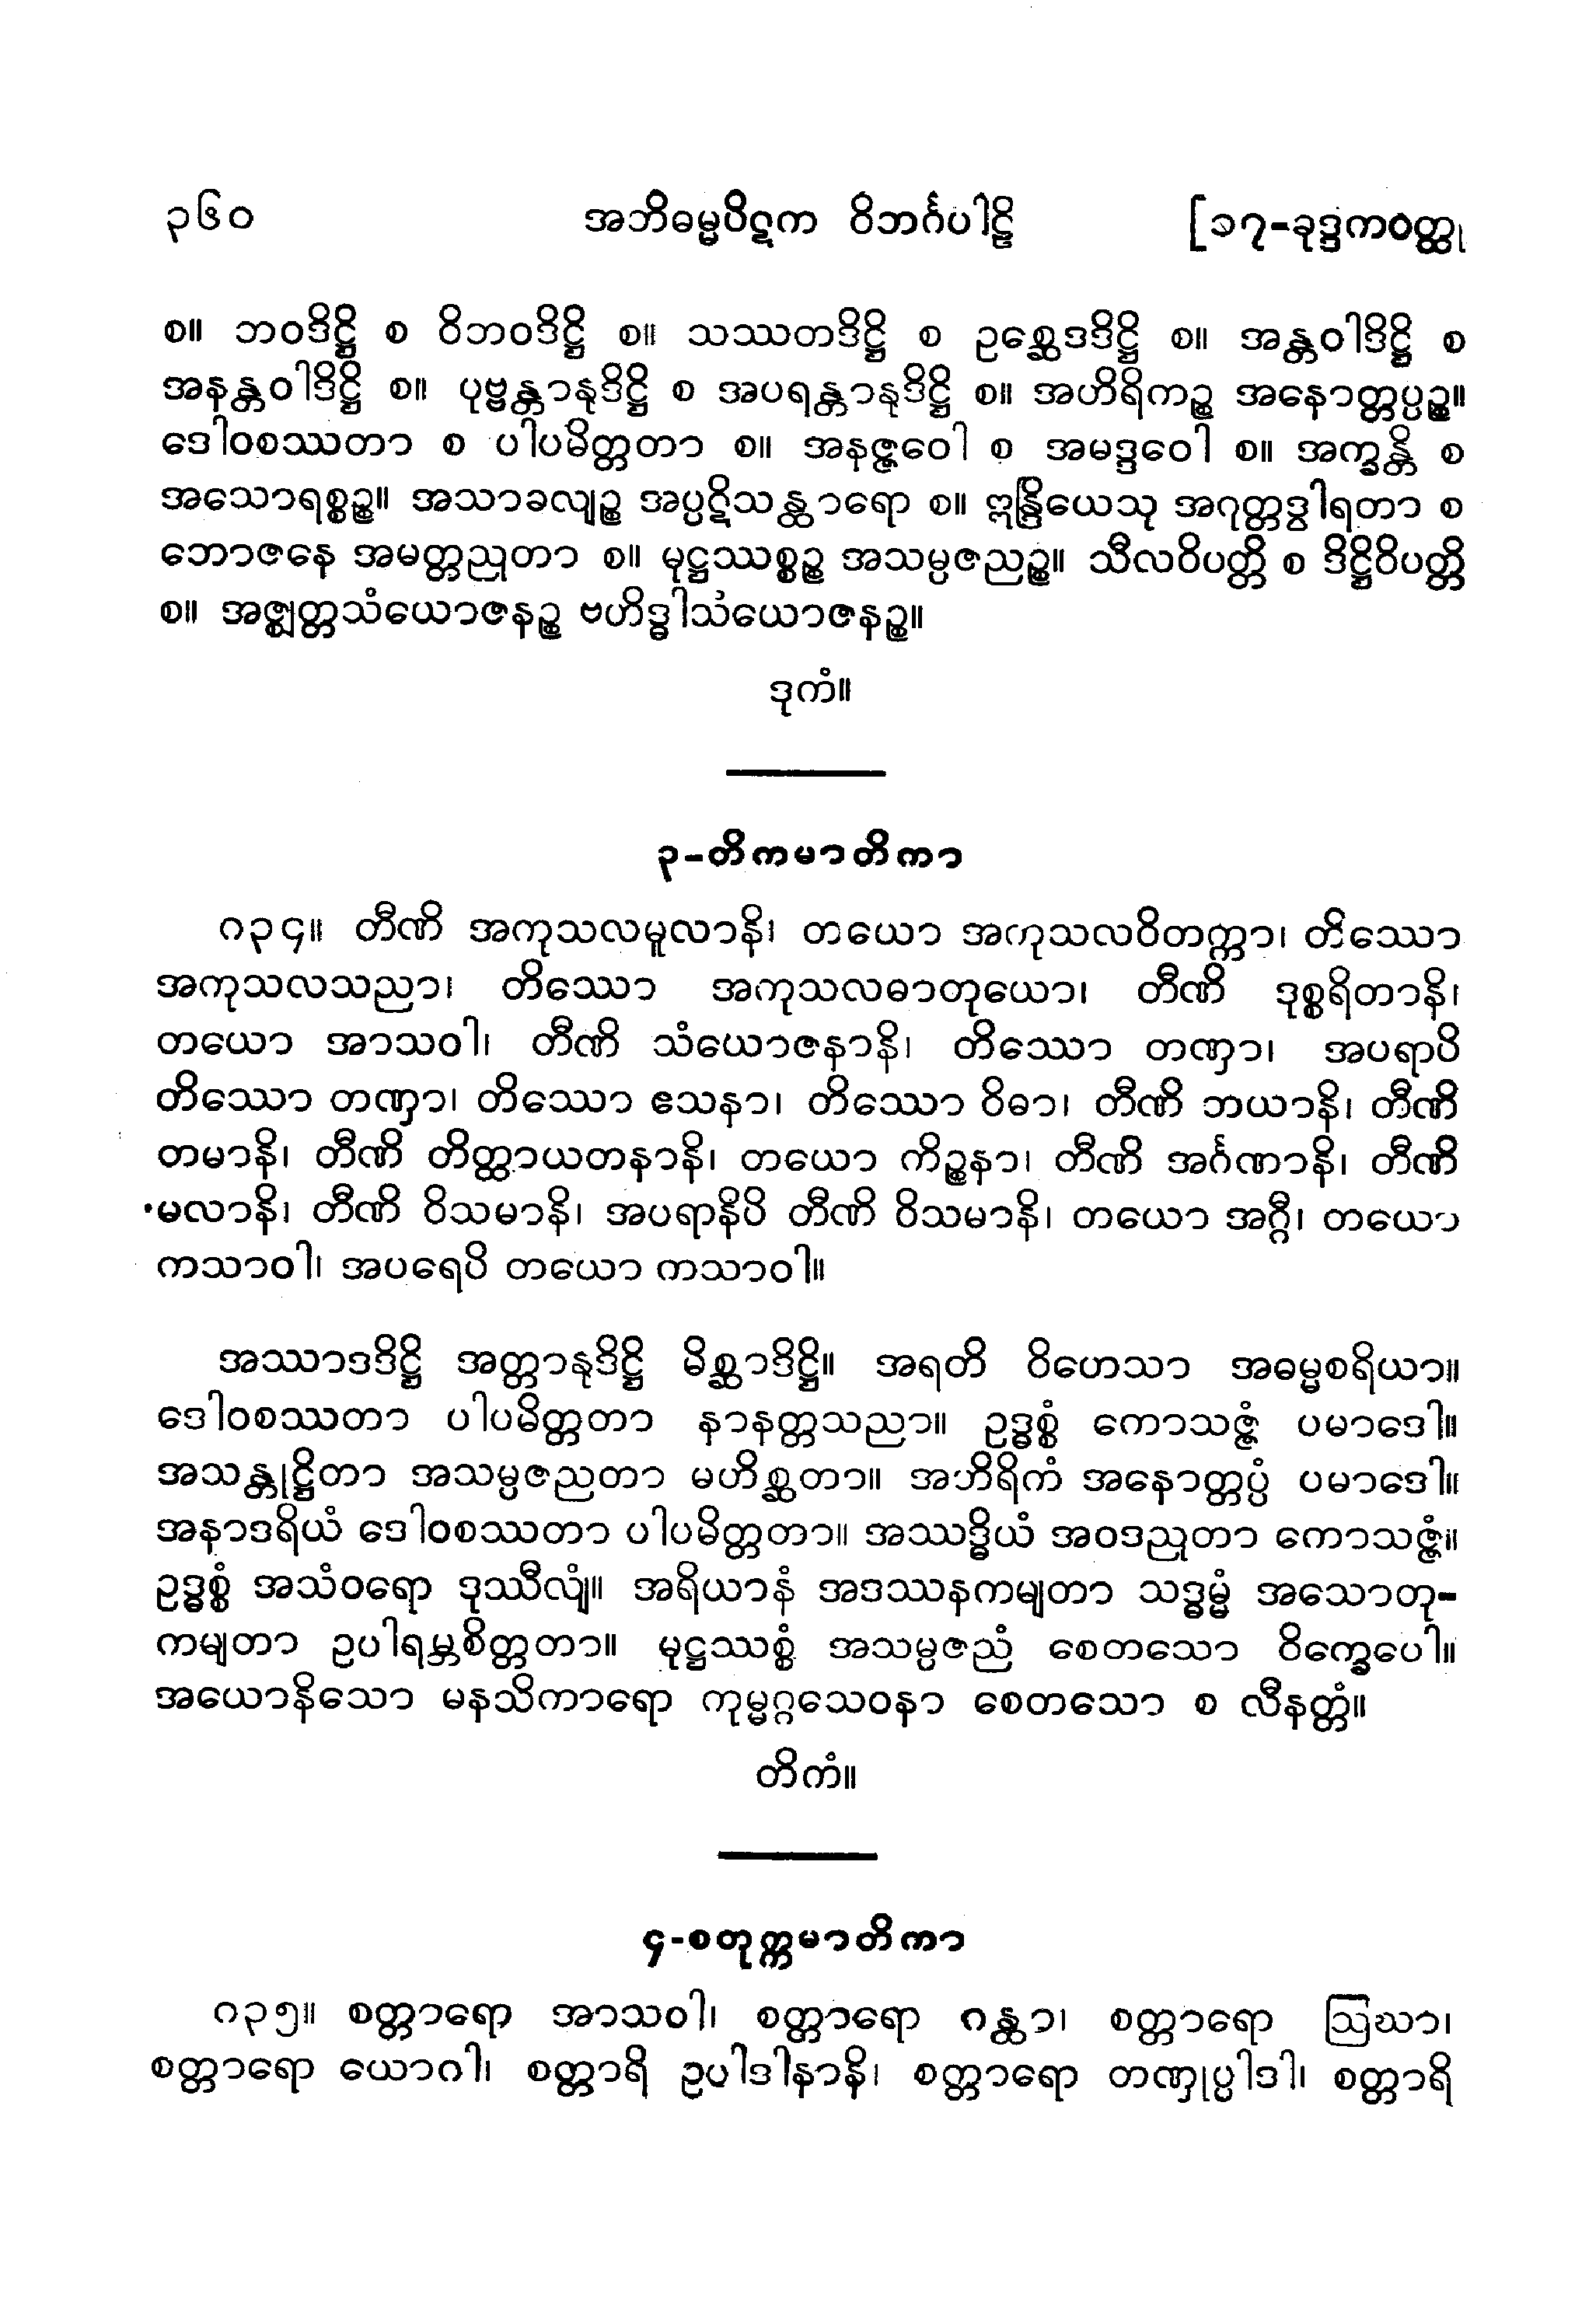 ၃၆၀ အဘိဓမ္မပိဋက ဝိဘင်္ဂပါဠိ [၁၇-ခုဒ္ဒကဝတ္ထု
စ။ ဘဝဒိဋ္ဌိ စ ဝိဘဝဒိဋ္ဌိ စ။ သဿတဒိဋ္ဌိ စ ဥစ္ဆေဒဒိဋ္ဌိ စ။ အန္တဝါဒိဋ္ဌိ စ
အနန္တဝါဒိဋ္ဌိ စ။ ပုဗ္ဗန္တာနုဒိဋ္ဌိ စ အပရန္တာနုဒိဋ္ဌိ စ။ အဟိရိကဉ္စ အနောတ္တပ္ပဉ္စ။
ဒေါဝစဿတာ စ ပါပမိတ္တတာ စ။ အနဇ္ဇဝေါ စ အမဒ္ဒဝေါ စ။ အက္ခန္တိ စ
အသောရစ္စဉ္စ။ အသာခလျဉ္စ အပ္ပဋိသန္ထာရော စ။ ဣန္ဒြိယေသု အဂုတ္တဒွါရတာ စ
ဘောဇနေ အမတ္တညုတာ စ။ မုဋ္ဌဿစ္စဉ္စ အသမ္ပဇညဉ္စ။ သီလဝိပတ္တိ စ ဒိဋ္ဌိဝိပတ္တိ
စ။ အဇ္ဈတ္တသံယောဇနဉ္စ ဗဟိဒ္ဓါသံယောဇနဉ္စ။
ဒုကံ။
၃-တိကမာတိကာ
၈၃၄။ တီဏိ အကုသလမူလာနိ၊ တယော အကုသလဝိတက္ကာ၊ တိဿော
အကုသလသညာ၊ တိဿော အကုသလဓာတုယော၊ တီဏိ ဒုစ္စရိတာနိ၊
တယော အာသဝါ၊ တီဏိ သံယောဇနာနိ၊ တိဿော တဏှာ၊ အပရာပိ
တိဿော တဏှာ၊ တိဿော ဧသနာ၊ တိဿော ဝိဓာ၊ တီဏိ ဘယာနိ၊ တီဏိ
တမာနိ၊ တီဏိ တိတ္ထာယတနာနိ၊ တယော ကိဉ္စနာ၊ တီဏိ အင်္ဂဏာနိ၊ တီဏိ
မလာနိ၊ တီဏိ ဝိသမာနိ၊ အပရာနိပိ တီဏိ ဝိသမာနိ၊ တယော အဂ္ဂီ၊ တယော
ကသာဝါ၊ အပရေပိ တယော ကသာဝါ။
အဿာဒဒိဋ္ဌိ အတ္တာနုဒိဋ္ဌိ မိစ္ဆာဒိဋ္ဌိ။ အရတိ ဝိဟေသာ အဓမ္မစရိယာ။
ဒေါဝစဿတာ ပါပမိတ္တတာ နာနတ္တသညာ။ ဥဒ္ဓစ္စံ ကောသဇ္ဇံ ပမာဒေါ။
အသန္တုဋ္ဌိတာ အသမ္ပဇညတာ မဟိစ္ဆတာ။ အဟိရိကံ အနောတ္တပ္ပံ ပမာဒေါ။
အနာဒရိယံ ဒေါဝစဿတာ ပါပမိတ္တတာ။ အဿဒ္ဓိယံ အဝဒညုတာ ကောသဇ္ဇံ။
ဥဒ္ဓစ္စံ အသံဝရော ဒုဿီလျံ။ အရိယာနံ အဒဿနကမျတာ သဒ္ဓမ္မံ အသောတု-
ကမျတာ ဥပါရမ္ဘစိတ္တတာ။ မုဋ္ဌဿစ္စံ အသမ္ပဇညံ စေတသော ဝိက္ခေပေါ။
အယောနိသော မနသိကာရော ကုမ္မဂ္ဂသေဝနာ စေတသော စ လီနတ္တံ။
တိကံ။
၄-စတုက္ကမာတိကာ
၈၃၅။ စတ္တာရော အာသဝါ၊ စတ္တာရော ဂန္ထာ၊ စတ္တာရော ဩဃာ၊
စတ္တာရော ယောဂါ၊ စတ္တာရိ ဥပါဒါနာနိ၊ စတ္တာရော တဏှုပ္ပါဒါ၊ စတ္တာရိ